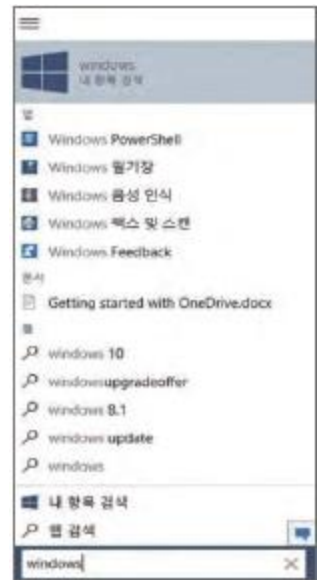 windows
내 항목 검색
앱
Windows PowerShell
Windows 필기장
Windows 음성 인식
Windows 팩스 및 스캔
Windows Feedback
문서
Getting started with OneDrive.docx
웹
windows 10
windowsupgradeoffer
windows 8.1
windows update
windows
내 항목 검색
웹 검색
windows